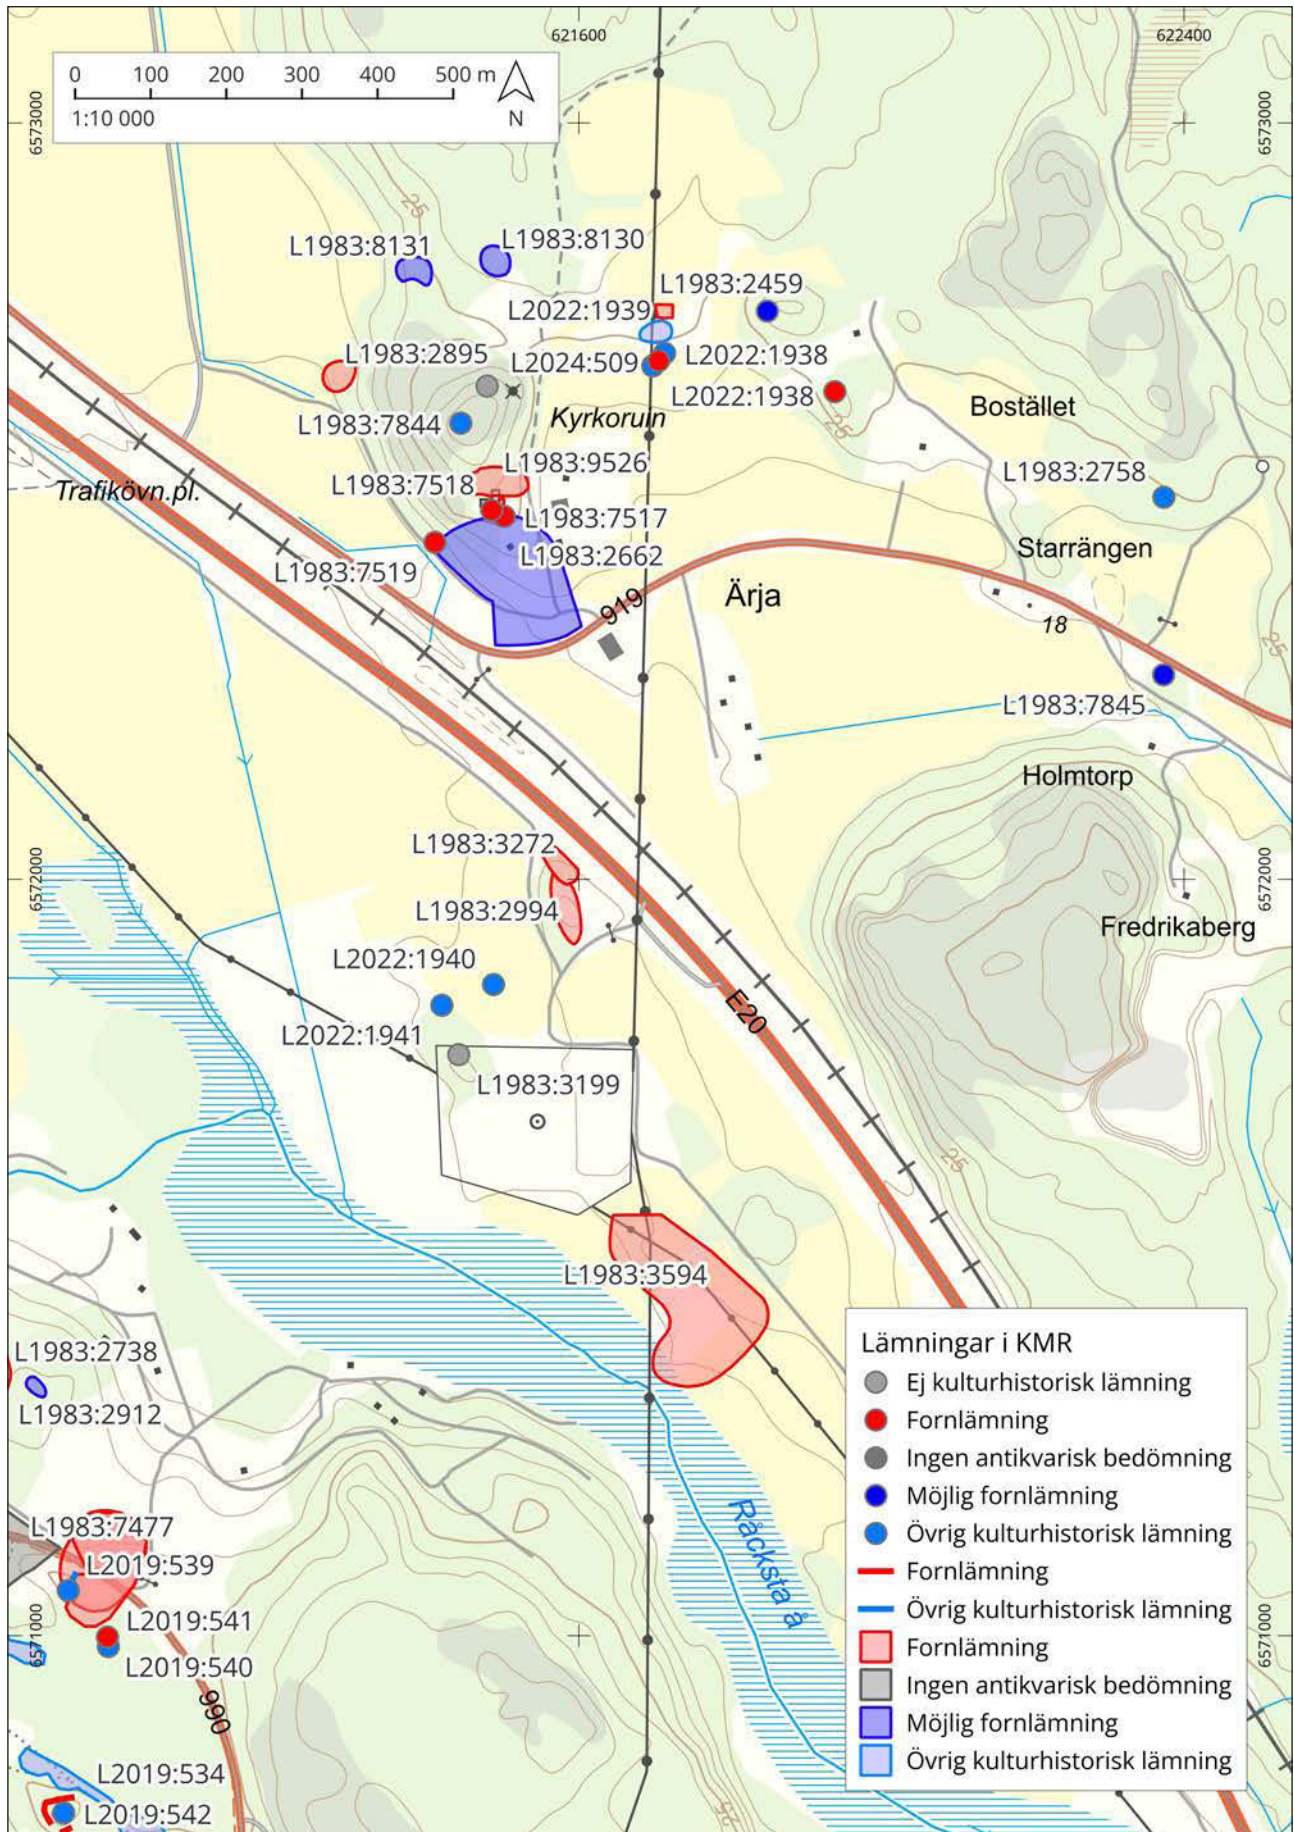 621600
622400
0 100 200 300 400 500 m
1:10 000
N
6573000
6573000
25
L1983:8131
L1983:8130
L1983:2459
L2022:1939
L1983:2895
L2024:509
L2022:1938
L2022:1938
25
Bostället
L1983:7844
Kyrkoruin
L1983:9526
L1983:2758
L1983:7518
Trafikövn.pl.
L1983:7517
L1983:2662
Starrängen
L1983:7519
919
Ärja
18
25
L1983:7845
Holmtorp
L1983:3272
6572000
6572000
L1983:2994
Fredrikaberg
L2022:1940
E20
L2022:1941
L1983:3199
25
L1983:3594
L1983:2738
L1983:2912
Lämningar i KMR
Ej kulturhistorisk lämning
Fornlämning
Ingen antikvarisk bedömning
Möjlig fornlämning
Övrig kulturhistorisk lämning
Fornlämning
Övrig kulturhistorisk lämning
Fornlämning
Ingen antikvarisk bedömning
Möjlig fornlämning
Övrig kulturhistorisk lämning
Råcksta å
L1983:7477
L2019:539
L2019:541
L2019:540
6571000
6571000
990
L2019:534
L2019:542
25